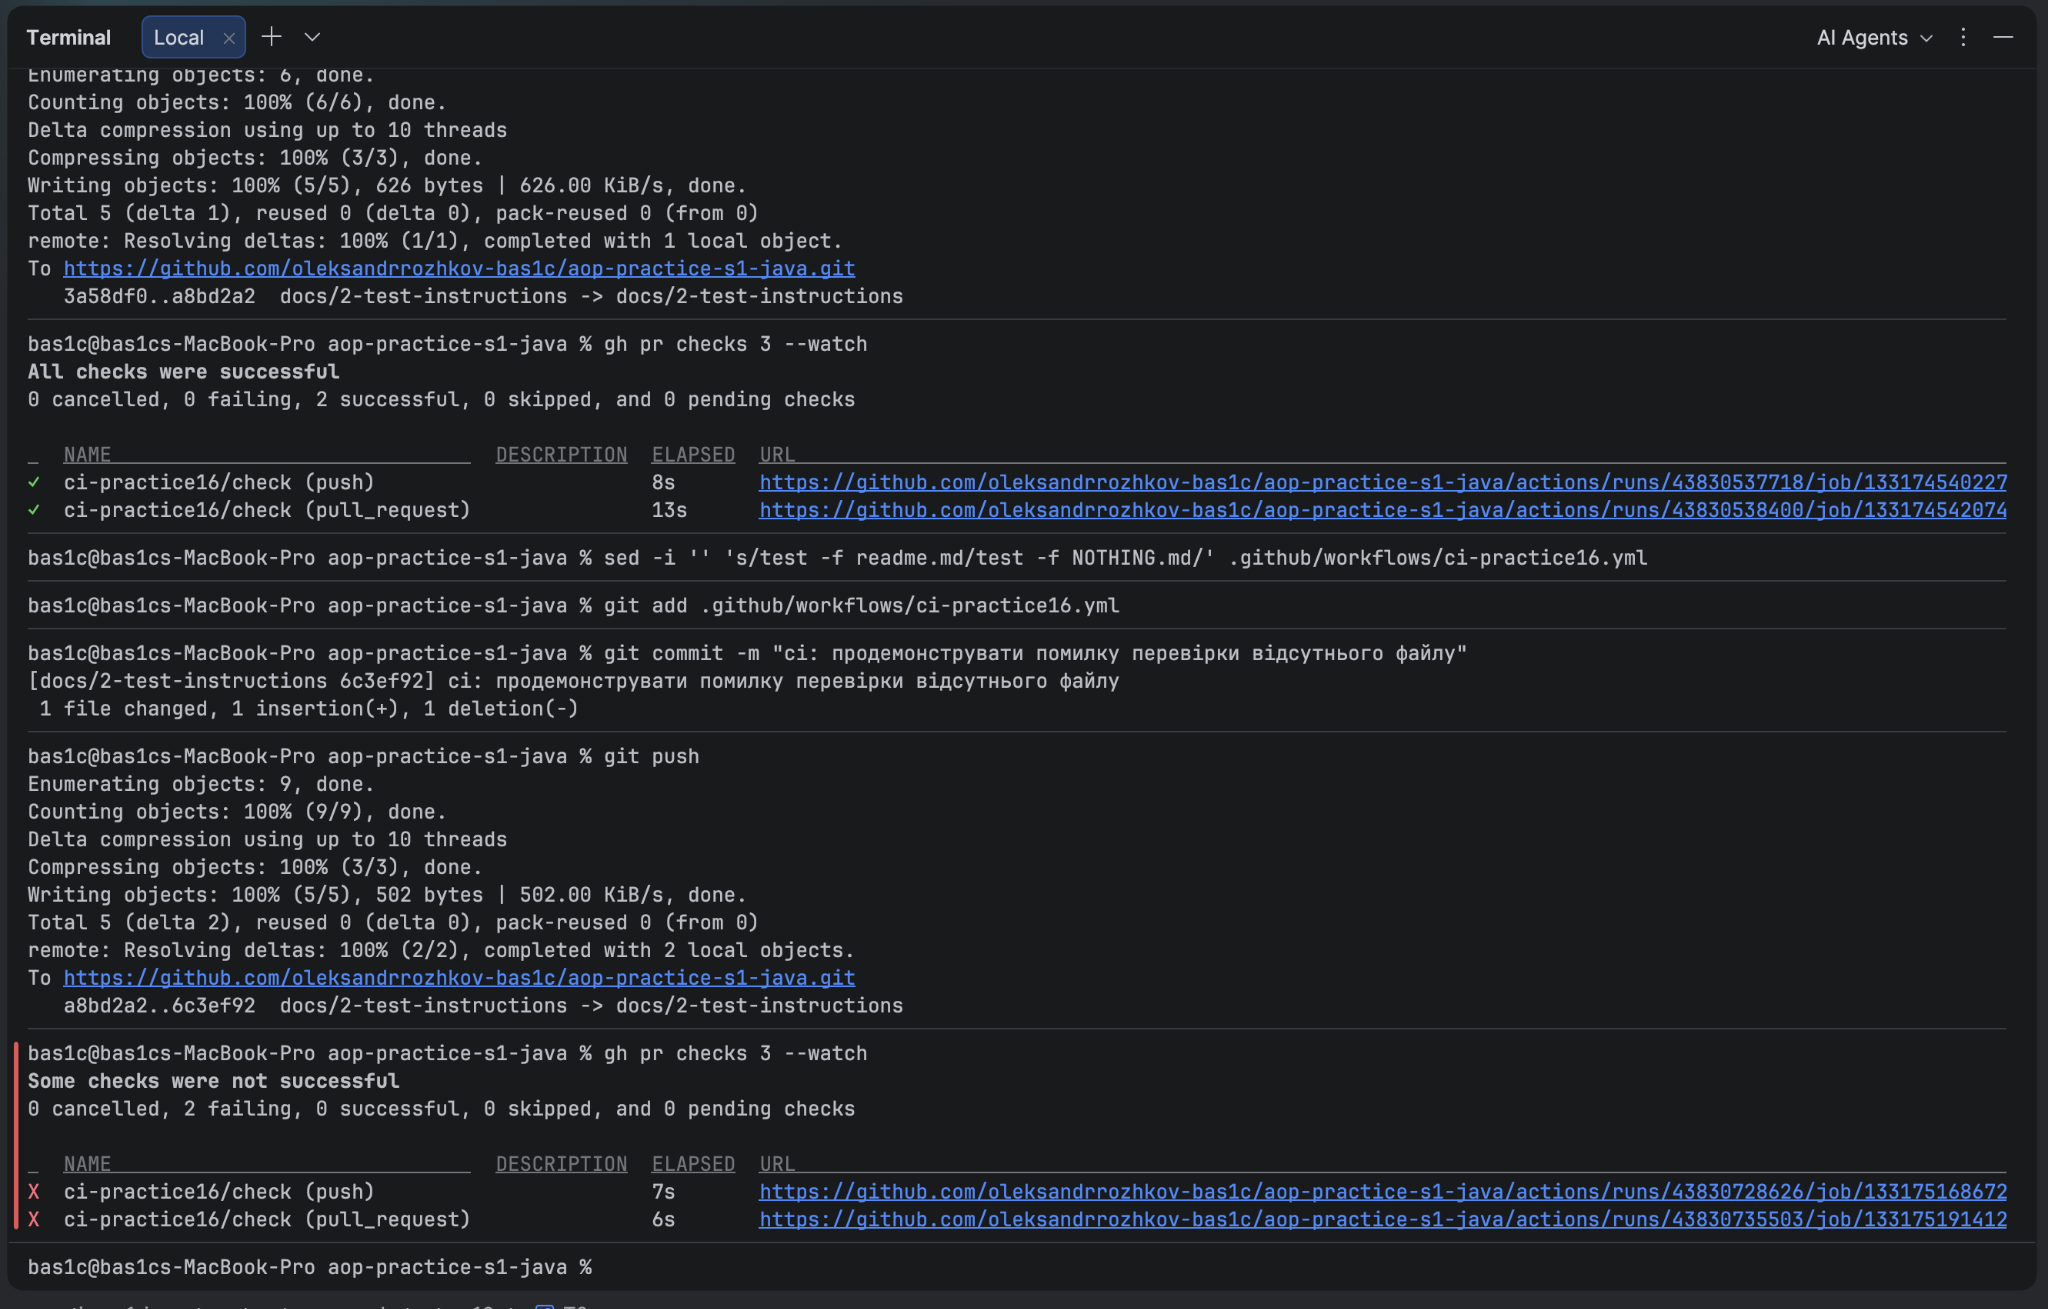 Terminal Local AI Agents
Enumerating objects: 6, done.
Counting objects: 100% (6/6), done.
Delta compression using up to 10 threads
Compressing objects: 100% (3/3), done.
Writing objects: 100% (5/5), 626 bytes | 626.00 KiB/s, done.
Total 5 (delta 1), reused 0 (delta 0), pack-reused 0 (from 0)
remote: Resolving deltas: 100% (1/1), completed with 1 local object.
To https://github.com/oleksandrrozhkov-bas1c/aop-practice-s1-java.git
3a58df0..a8bd2a2  docs/2-test-instructions -> docs/2-test-instructions
bas1c@bas1cs-MacBook-Pro aop-practice-s1-java % gh pr checks 3 --watch
All checks were successful
0 cancelled, 0 failing, 2 successful, 0 skipped, and 0 pending checks
_ NAME DESCRIPTION ELAPSED URL
✓ ci-practice16/check (push) 8s https://github.com/oleksandrrozhkov-bas1c/aop-practice-s1-java/actions/runs/43830537718/job/133174540227
✓ ci-practice16/check (pull_request) 13s https://github.com/oleksandrrozhkov-bas1c/aop-practice-s1-java/actions/runs/43830538400/job/133174542074
bas1c@bas1cs-MacBook-Pro aop-practice-s1-java % sed -i '' 's/test -f readme.md/test -f NOTHING.md/' .github/workflows/ci-practice16.yml
bas1c@bas1cs-MacBook-Pro aop-practice-s1-java % git add .github/workflows/ci-practice16.yml
bas1c@bas1cs-MacBook-Pro aop-practice-s1-java % git commit -m "ci: продемонструвати помилку перевірки відсутнього файлу"
[docs/2-test-instructions 6c3ef92] ci: продемонструвати помилку перевірки відсутнього файлу
1 file changed, 1 insertion(+), 1 deletion(-)
bas1c@bas1cs-MacBook-Pro aop-practice-s1-java % git push
Enumerating objects: 9, done.
Counting objects: 100% (9/9), done.
Delta compression using up to 10 threads
Compressing objects: 100% (3/3), done.
Writing objects: 100% (5/5), 502 bytes | 502.00 KiB/s, done.
Total 5 (delta 2), reused 0 (delta 0), pack-reused 0 (from 0)
remote: Resolving deltas: 100% (2/2), completed with 2 local objects.
To https://github.com/oleksandrrozhkov-bas1c/aop-practice-s1-java.git
a8bd2a2..6c3ef92  docs/2-test-instructions -> docs/2-test-instructions
bas1c@bas1cs-MacBook-Pro aop-practice-s1-java % gh pr checks 3 --watch
Some checks were not successful
0 cancelled, 2 failing, 0 successful, 0 skipped, and 0 pending checks
_ NAME DESCRIPTION ELAPSED URL
X ci-practice16/check (push) 7s https://github.com/oleksandrrozhkov-bas1c/aop-practice-s1-java/actions/runs/43830728626/job/133175168672
X ci-practice16/check (pull_request) 6s https://github.com/oleksandrrozhkov-bas1c/aop-practice-s1-java/actions/runs/43830735503/job/133175191412
bas1c@bas1cs-MacBook-Pro aop-practice-s1-java %